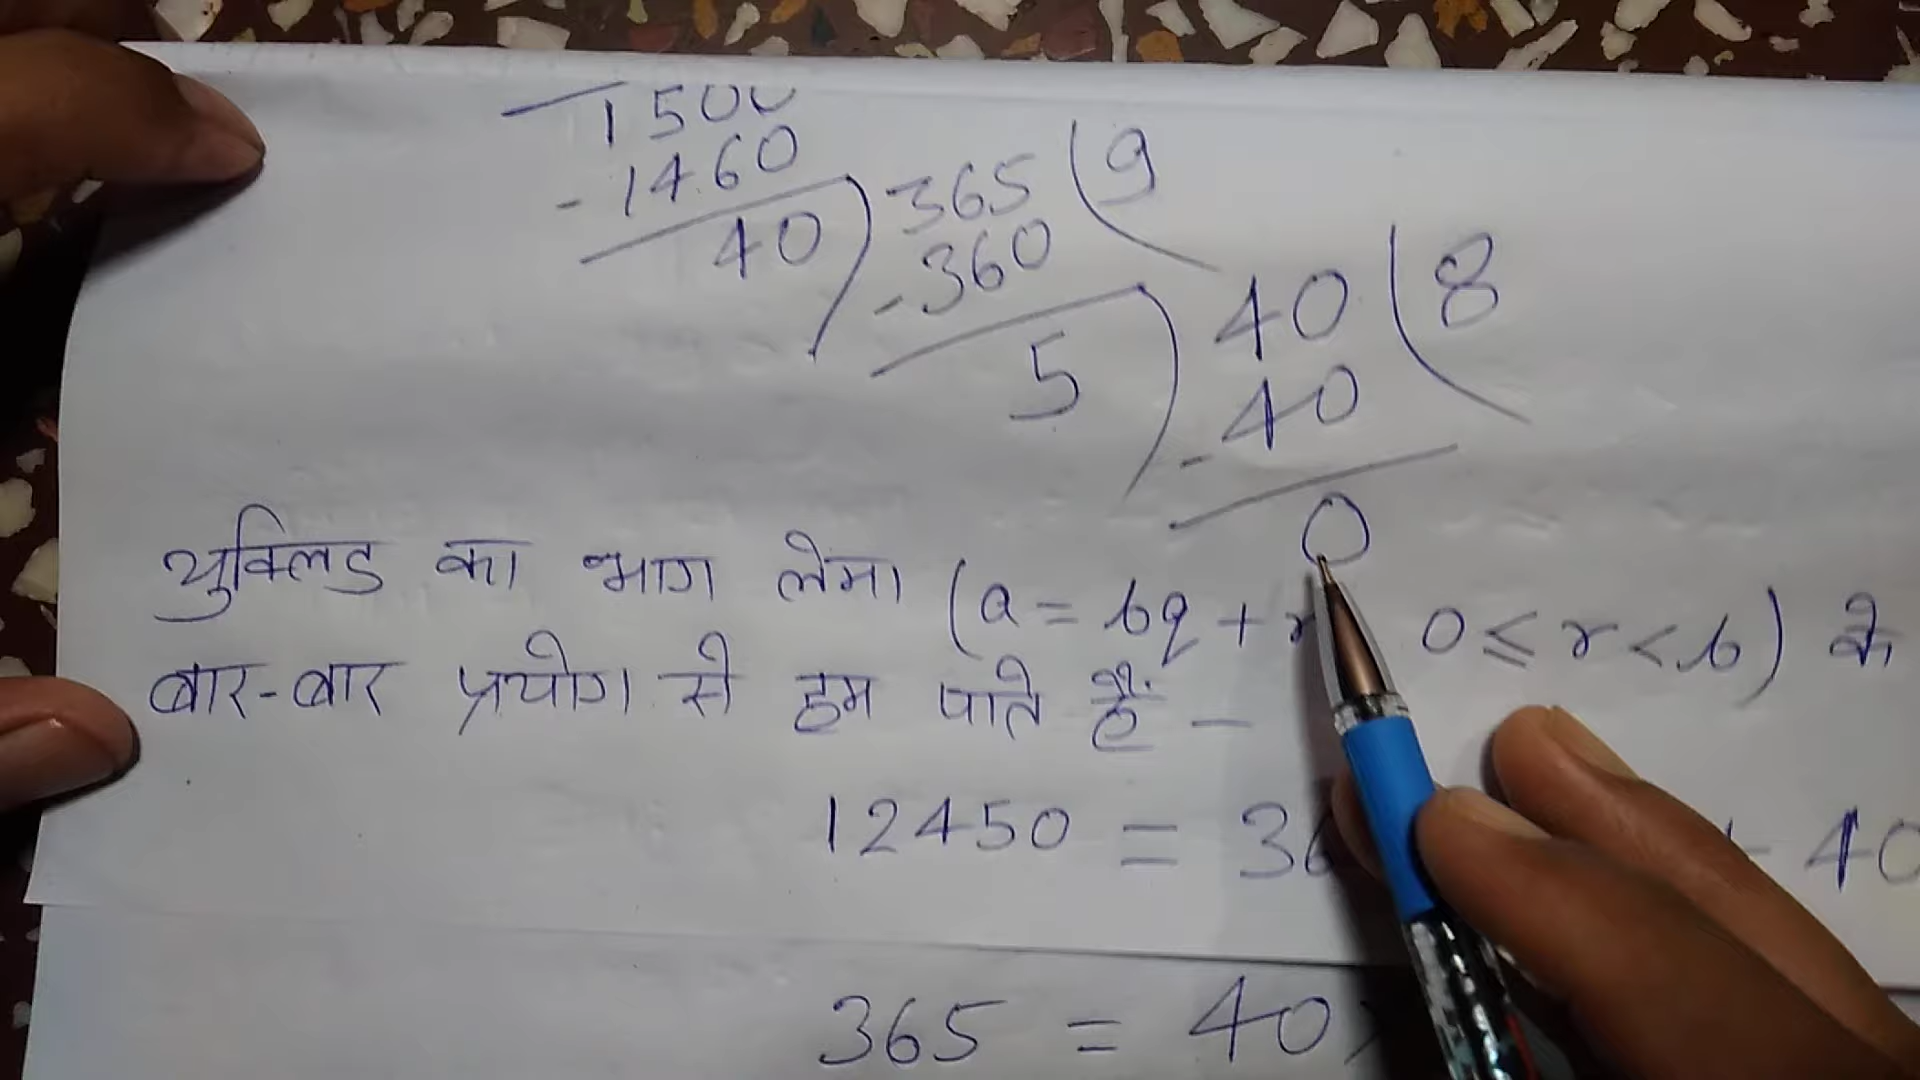 1500
-1460
40) 365 (9
-360
5) 40 (8
-40
0
युक्लिड का भाग लेमा (a = bq + r 0 ≤ r < b) के
बार-बार प्रयोग से हम पाते हैं -
12450 = 36 40
365 = 40